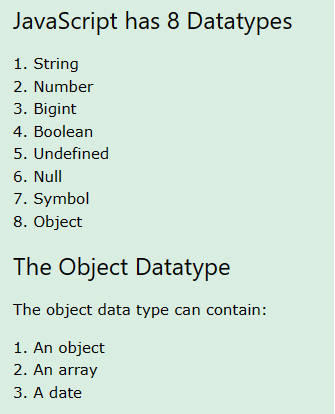 JavaScript has 8 Datatypes
1. String
2. Number
3. Bigint
4. Boolean
5. Undefined
6. Null
7. Symbol
8. Object
The Object Datatype
The object data type can contain:
1. An object
2. An array
3. A date